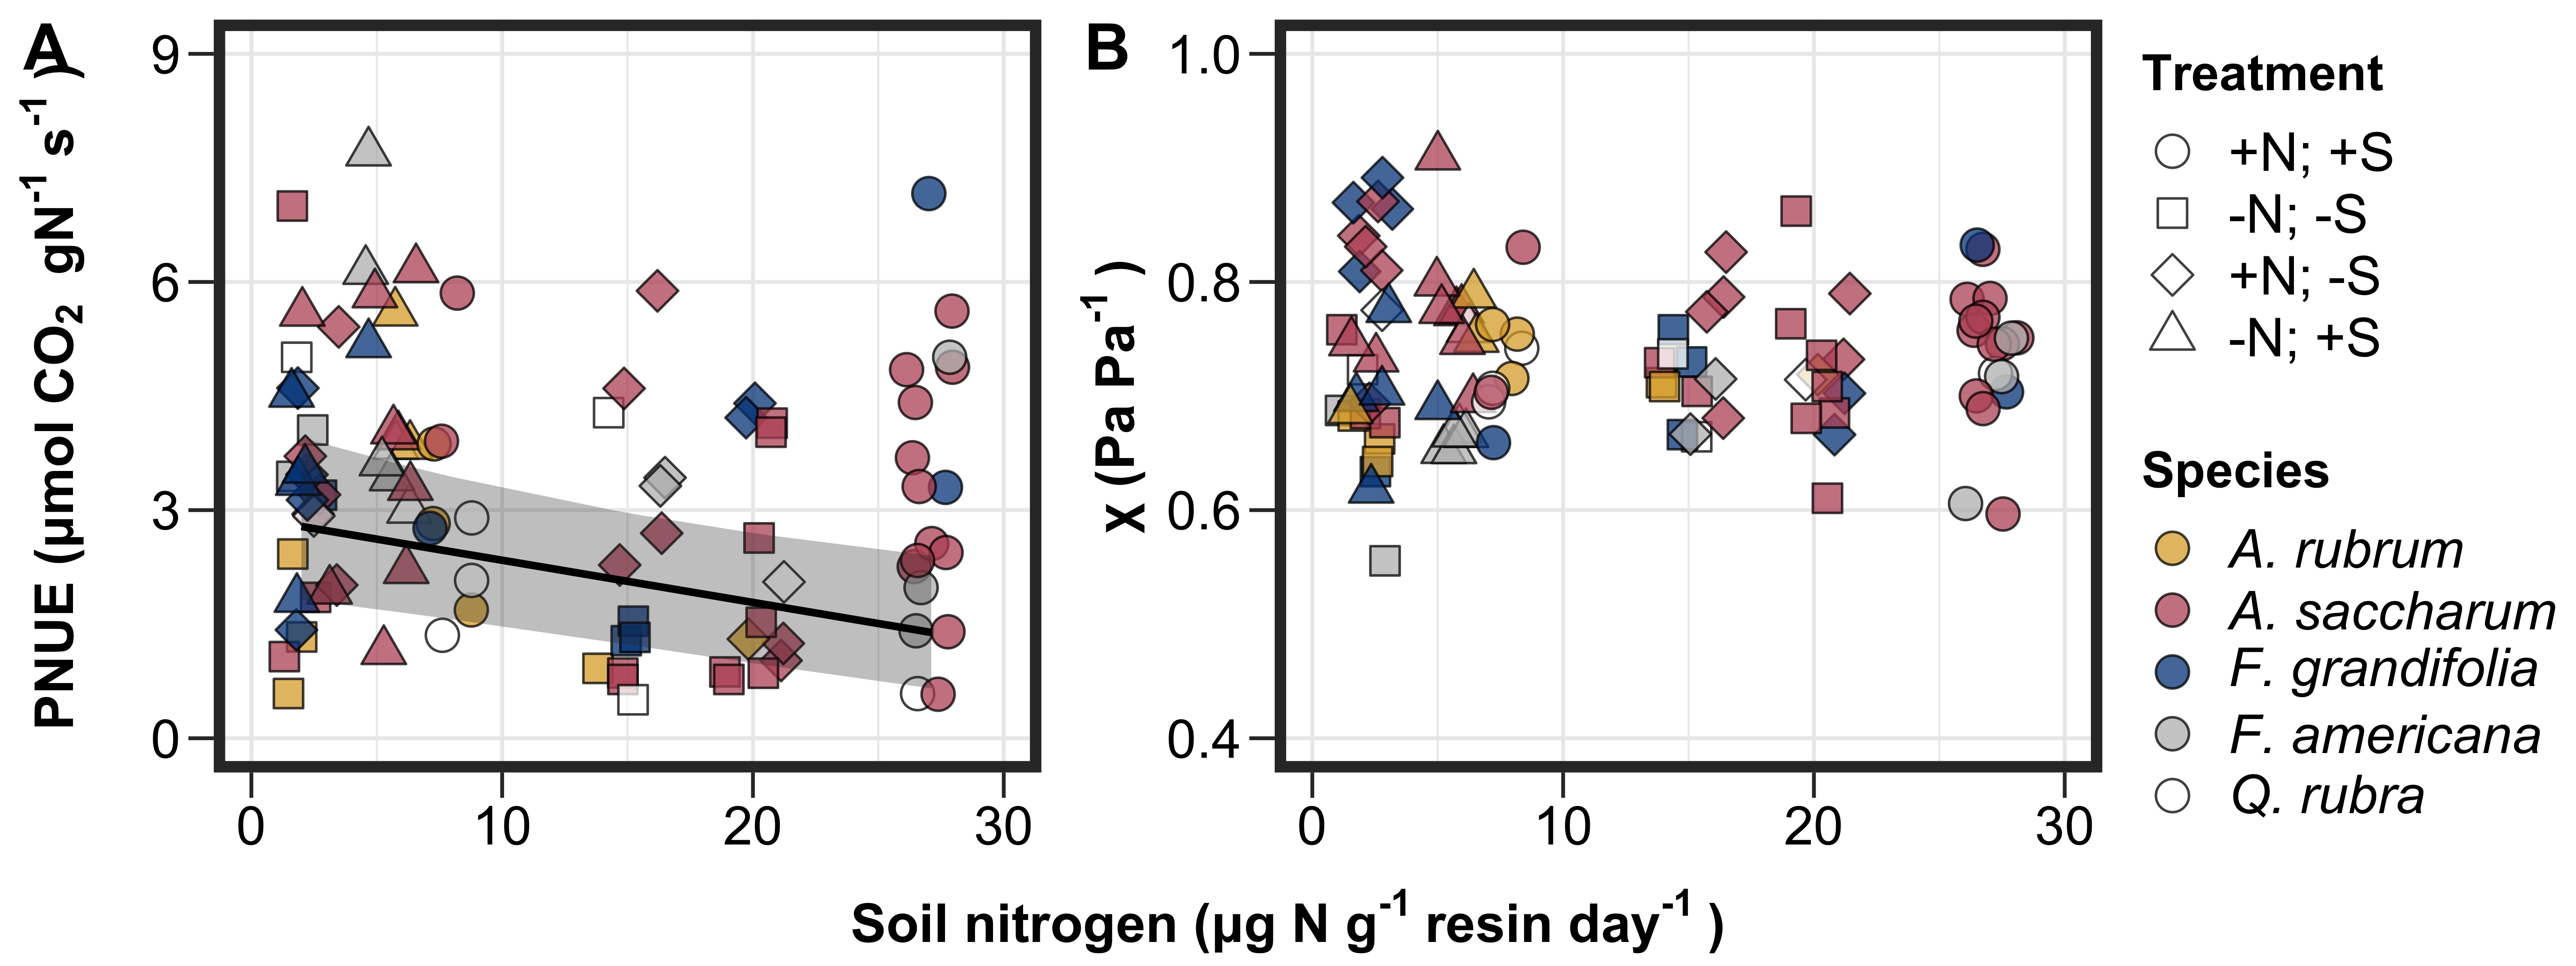 A
B
PNUE (µmol CO₂ gN⁻¹ s⁻¹ )
9
6
3
0
0 10 20 30
χ (Pa Pa⁻¹ )
1.0
0.8
0.6
0.4
0 10 20 30
Soil nitrogen (µg N g⁻¹ resin day⁻¹ )
Treatment
+N; +S
-N; -S
+N; -S
-N; +S
Species
A. rubrum
A. saccharum
F. grandifolia
F. americana
Q. rubra